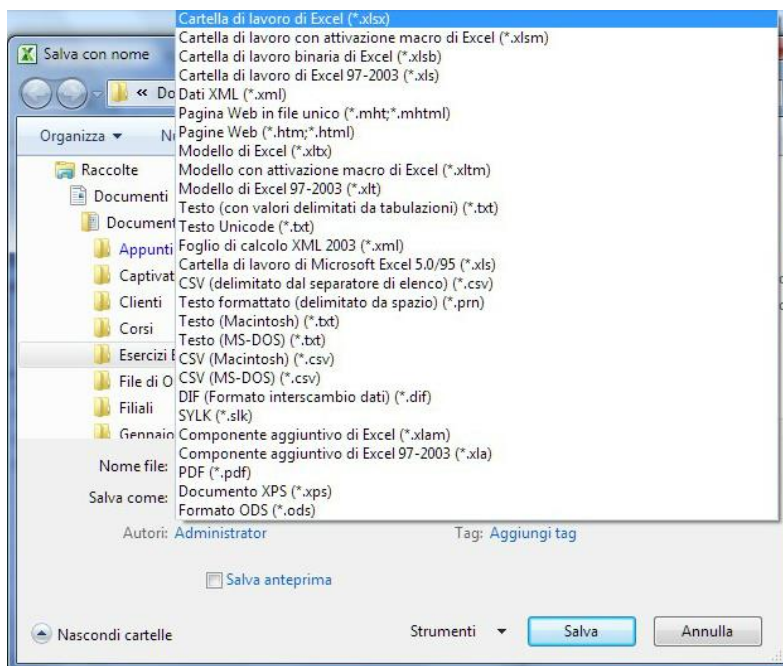 Cartella di lavoro di Excel (*.xlsx)
Cartella di lavoro con attivazione macro di Excel (*.xlsm)
Salva con nome
Cartella di lavoro binaria di Excel (*.xlsb)
Cartella di lavoro di Excel 97-2003 (*.xls)
« Do
Dati XML (*.xml)
Pagina Web in file unico (*.mht;*.mhtml)
Organizza
Pagine Web (*.htm;*.html)
Modello di Excel (*.xltx)
Raccolte
Modello con attivazione macro di Excel (*.xltm)
Modello di Excel 97-2003 (*.xlt)
Documenti
Testo (con valori delimitati da tabulazioni) (*.txt)
Document
Testo Unicode (*.txt)
Appunti
Foglio di calcolo XML 2003 (*.xml)
Cartella di lavoro di Microsoft Excel 5.0/95 (*.xls)
Captivat
CSV (delimitato dal separatore di elenco) (*.csv)
Clienti
Testo formattato (delimitato da spazio) (*.prn)
Corsi
Testo (Macintosh) (*.txt)
Testo (MS-DOS) (*.txt)
Esercizi E
CSV (Macintosh) (*.csv)
File di O
CSV (MS-DOS) (*.csv)
DIF (Formato interscambio dati) (*.dif)
Filiali
SYLK (*.slk)
Gennaio
Componente aggiuntivo di Excel (*.xlam)
Componente aggiuntivo di Excel 97-2003 (*.xla)
Nome file:
PDF (*.pdf)
Salva come:
Documento XPS (*.xps)
Formato ODS (*.ods)
Autori: Administrator
Tag: Aggiungi tag
Salva anteprima
Nascondi cartelle
Strumenti
Salva
Annulla